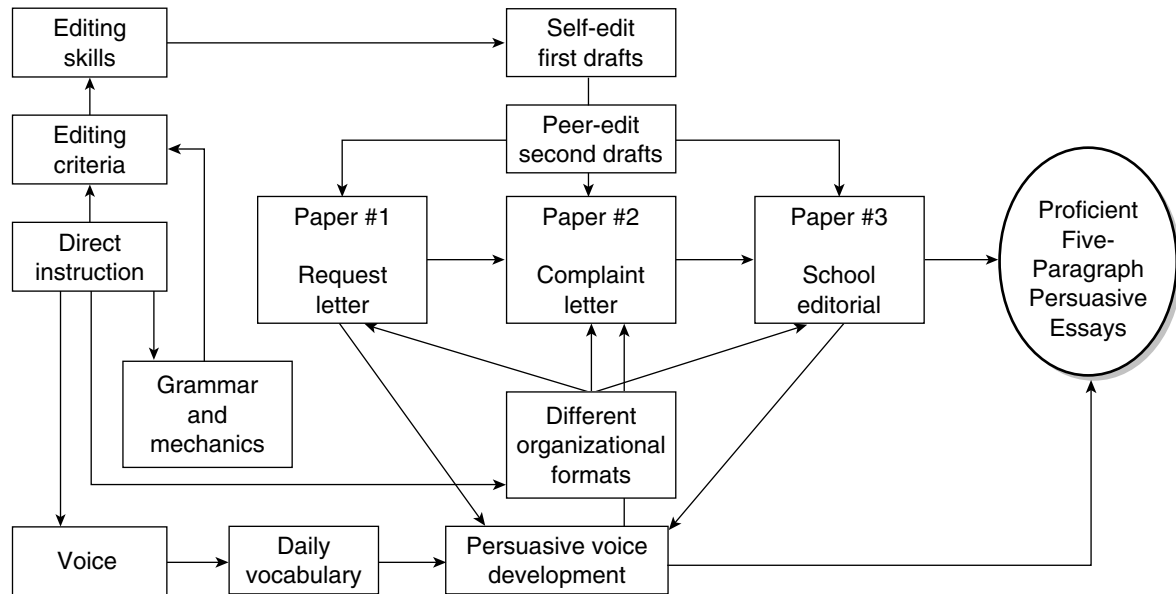 Editing
skills
Self-edit
first drafts
Editing
criteria
Peer-edit
second drafts
Direct
instruction
Paper #1
Request
letter
Paper #2
Complaint
letter
Paper #3
School
editorial
Proficient
Five-
Paragraph
Persuasive
Essays
Grammar
and
mechanics
Different
organizational
formats
Voice
Daily
vocabulary
Persuasive voice
development